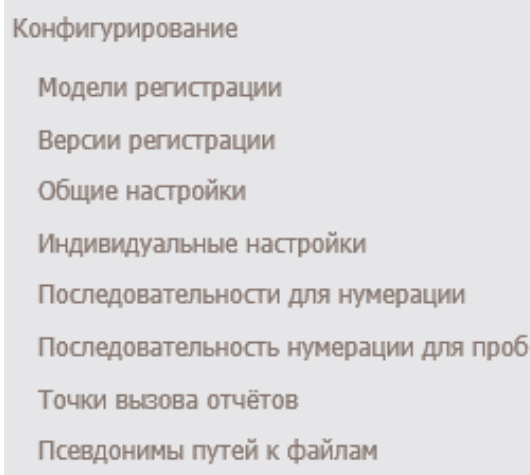 Конфигурирование
Модели регистрации
Версии регистрации
Общие настройки
Индивидуальные настройки
Последовательности для нумерации
Последовательность нумерации для проб
Точки вызова отчётов
Псевдонимы путей к файлам